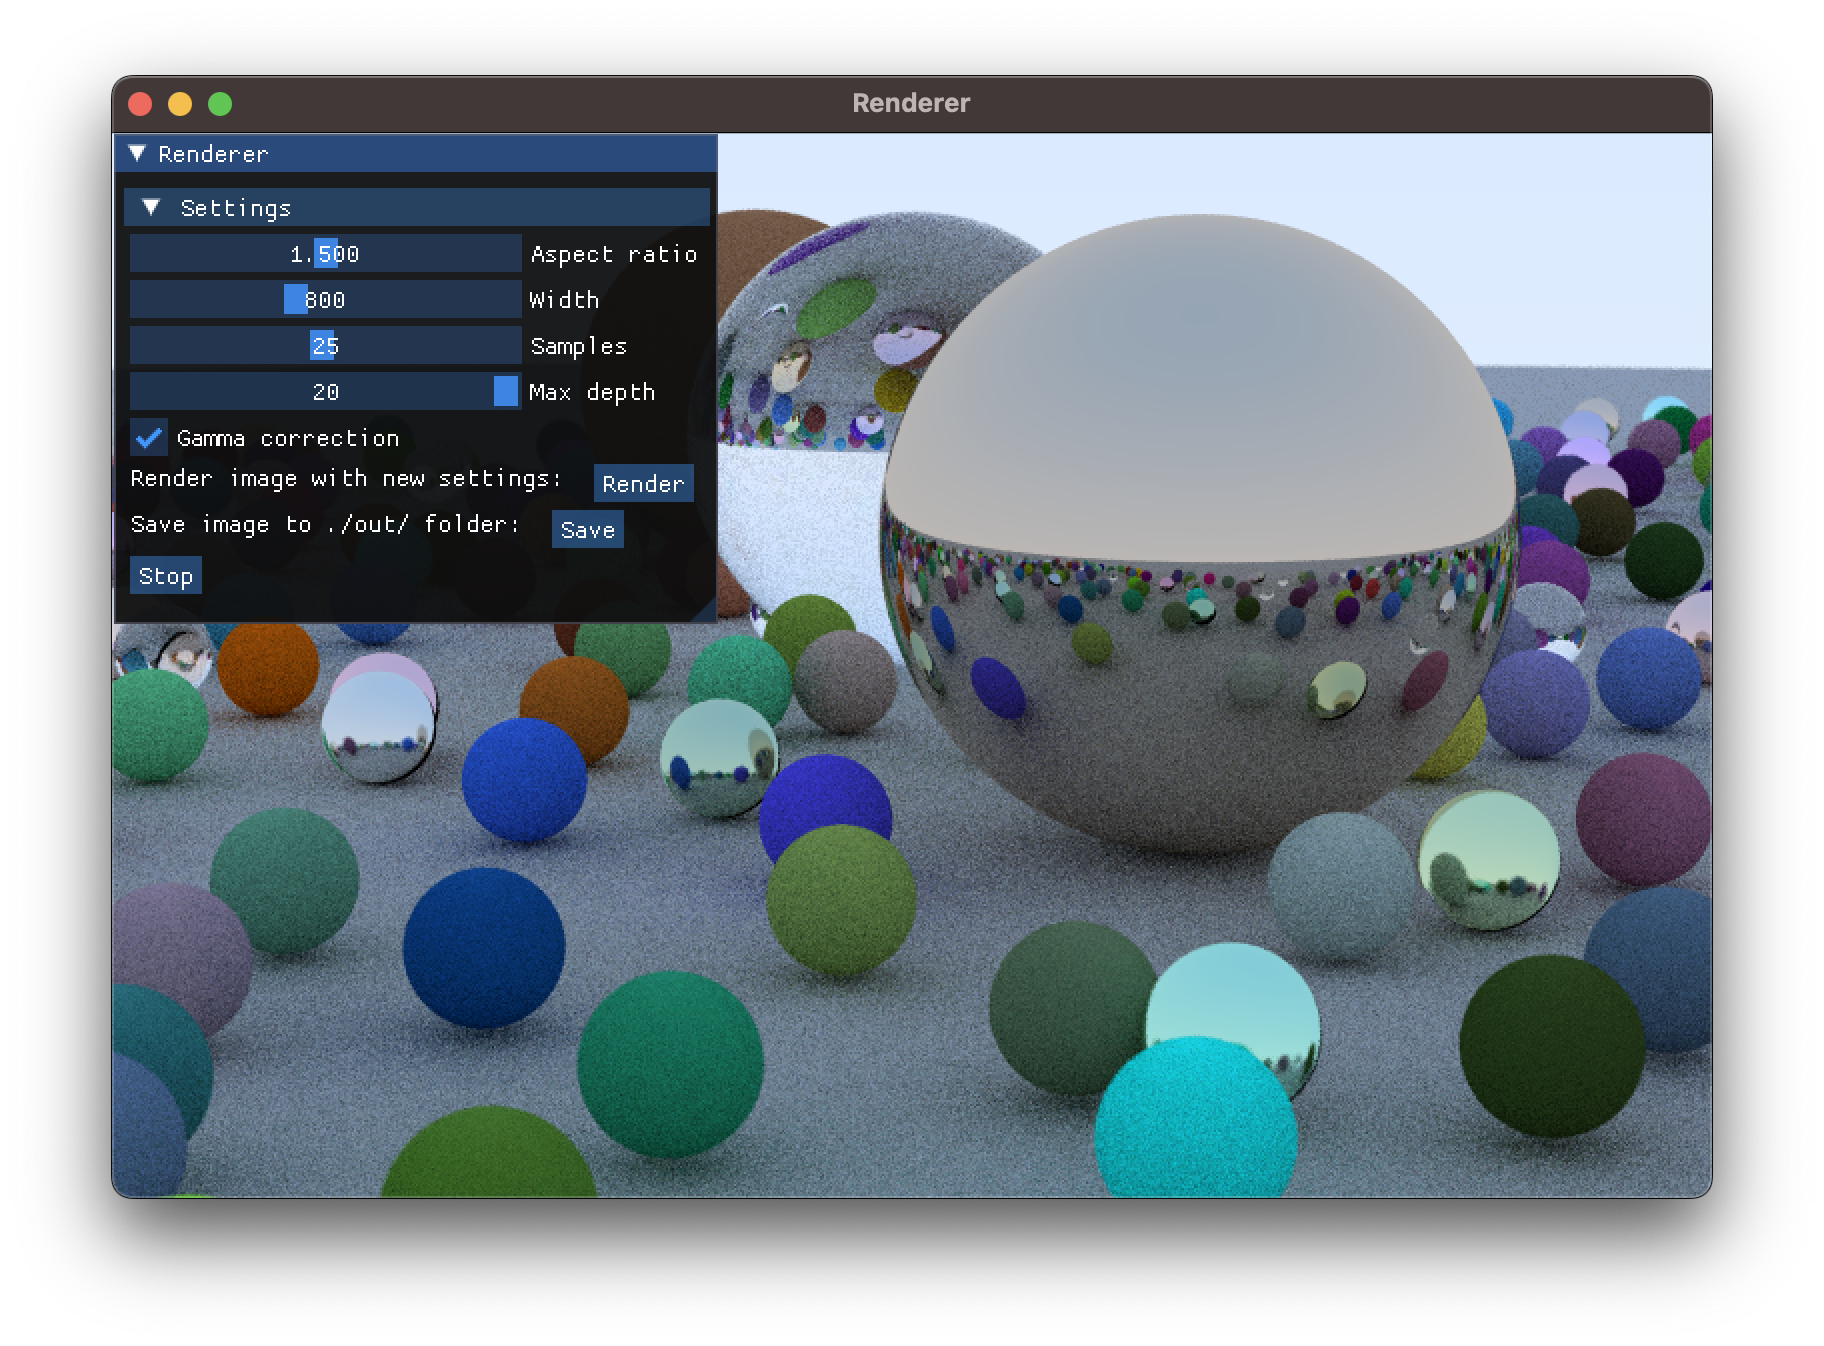 Renderer
Renderer
Settings
1.500 Aspect ratio
800 Width
25 Samples
20 Max depth
Gamma correction
Render image with new settings: Render
Save image to ./out/ folder: Save
Stop